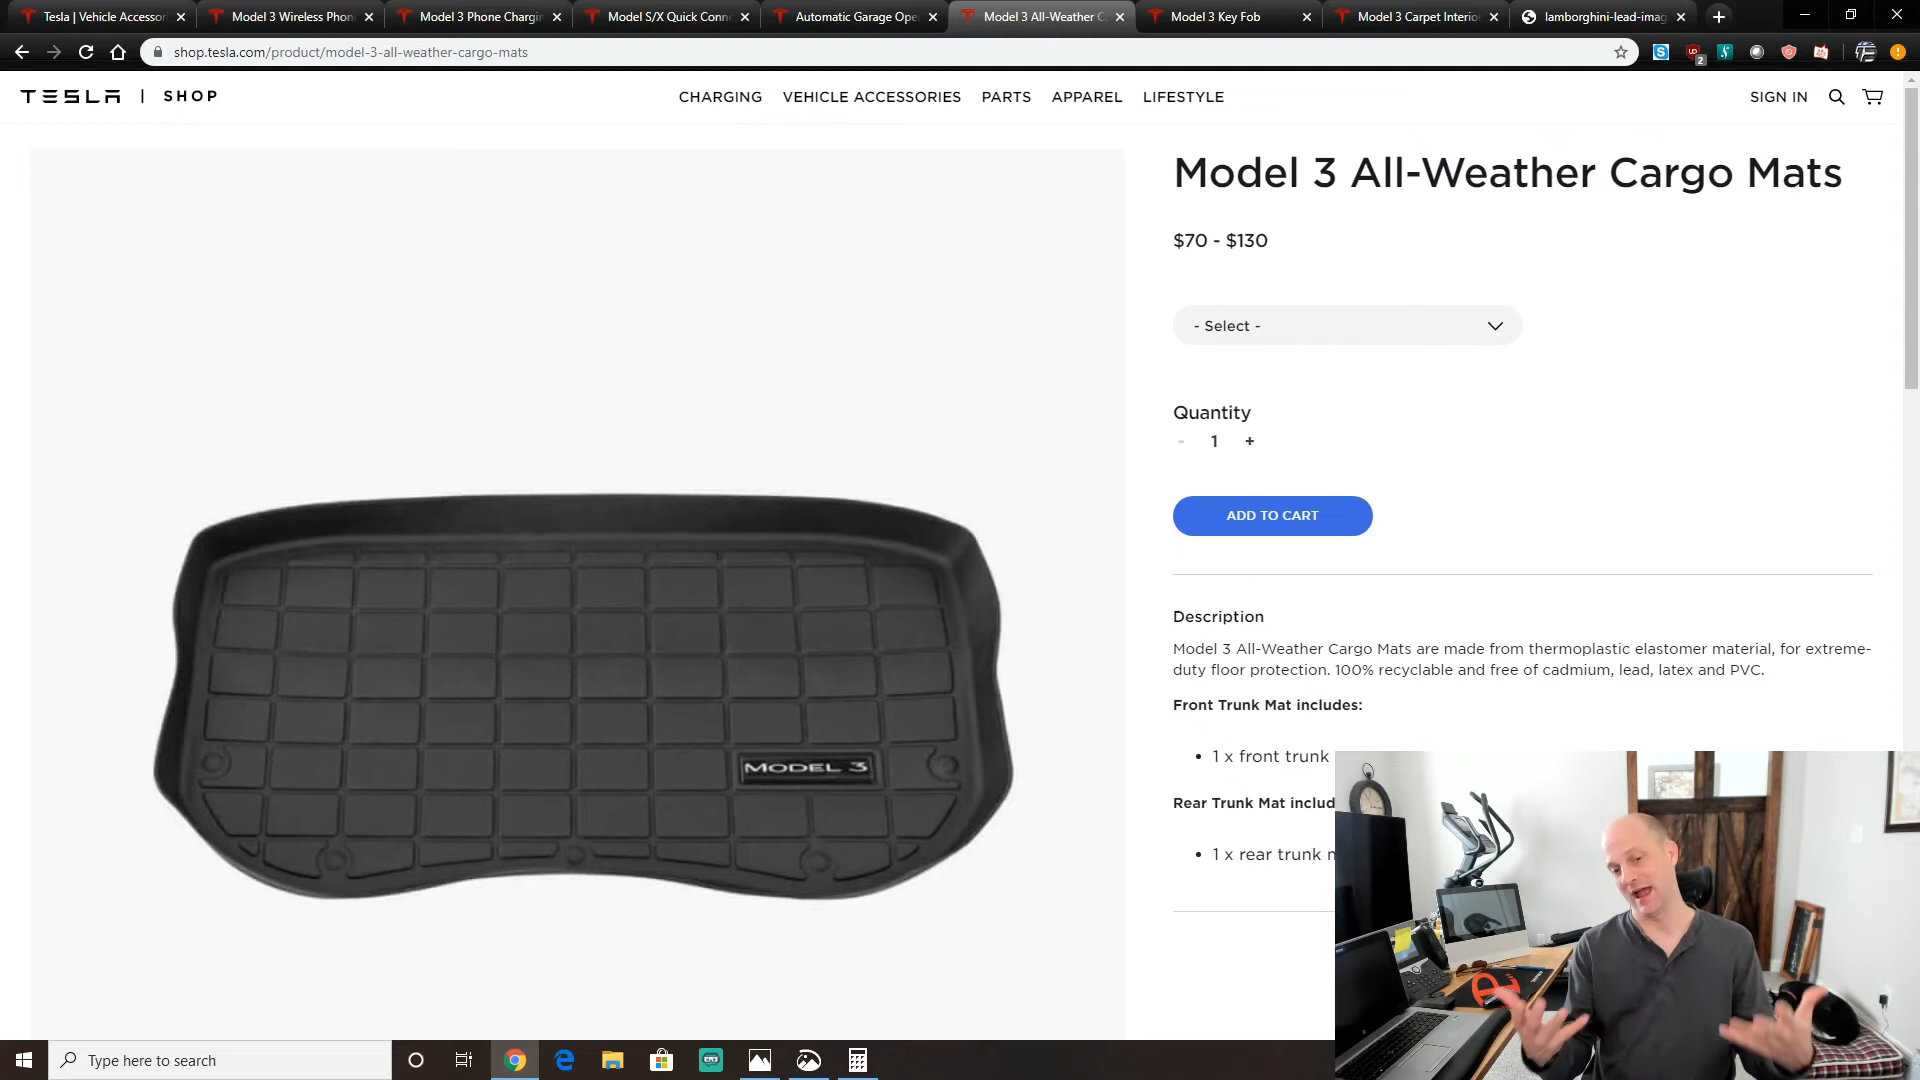 Tesla | Vehicle Accessor
Model 3 Wireless Phon
Model 3 Phone Chargin
Model S/X Quick Conne
Automatic Garage Ope
Model 3 All-Weather C
Model 3 Key Fob
Model 3 Carpet Interio
lamborghini-lead-imag
shop.tesla.com/product/model-3-all-weather-cargo-mats
2
TESLA | SHOP
CHARGING VEHICLE ACCESSORIES PARTS APPAREL LIFESTYLE
SIGN IN
Model 3 All-Weather Cargo Mats
$70 - $130
- Select -
Quantity
- 1 +
ADD TO CART
Description
Model 3 All-Weather Cargo Mats are made from thermoplastic elastomer material, for extreme-
duty floor protection. 100% recyclable and free of cadmium, lead, latex and PVC.
Front Trunk Mat includes:
• 1 x front trunk
Rear Trunk Mat includ
• 1 x rear trunk
MODEL 3
Type here to search